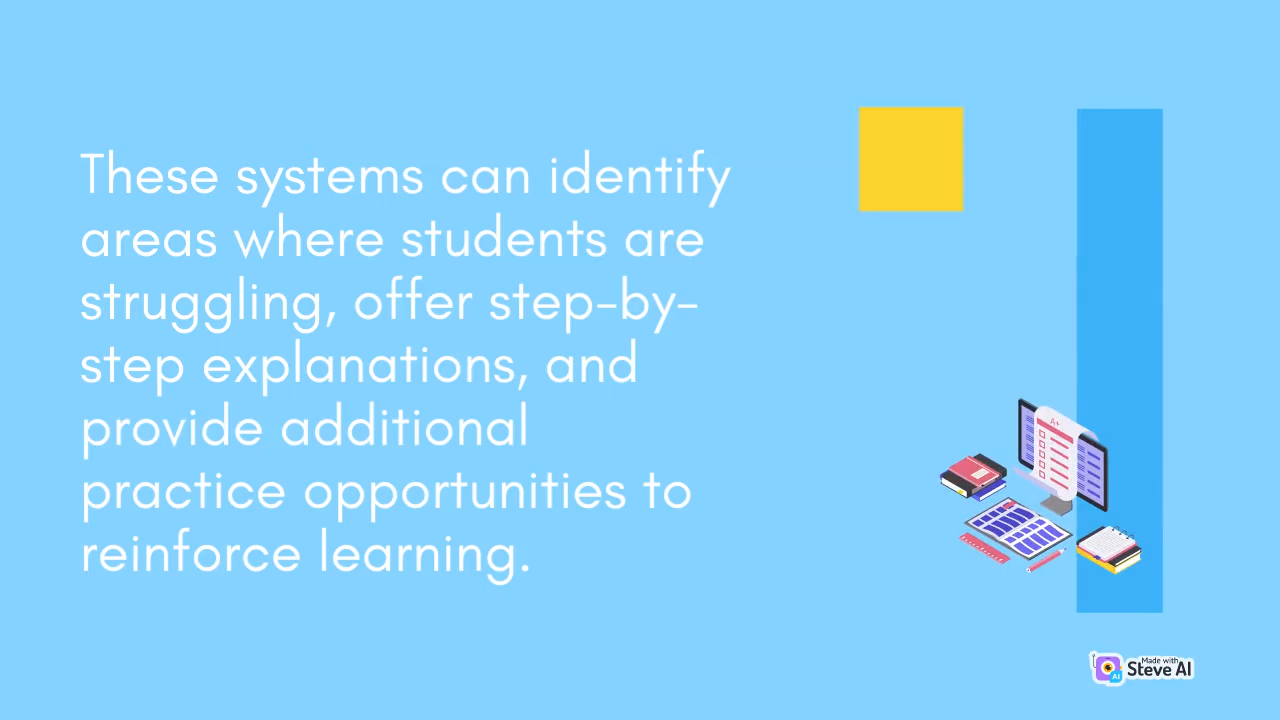 These systems can identify
areas where students are
struggling, offer step-by-
step explanations, and
provide additional
practice opportunities to
reinforce learning.
A+
Made with
Steve AI
AI